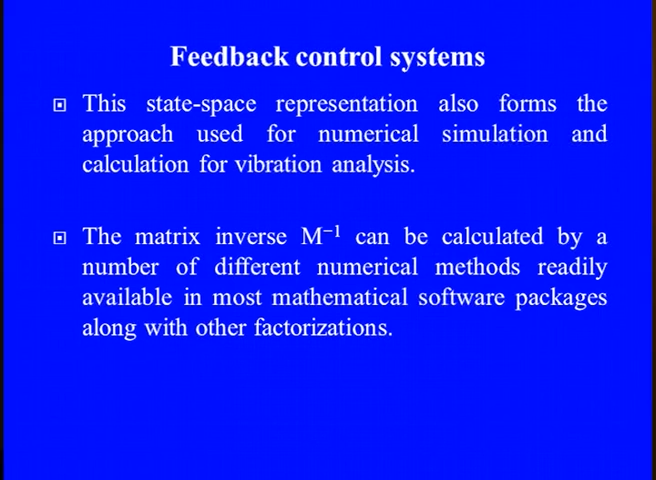 Feedback control systems
This state-space representation also forms the
approach used for numerical simulation and
calculation for vibration analysis.
The matrix inverse M⁻¹ can be calculated by a
number of different numerical methods readily
available in most mathematical software packages
along with other factorizations.